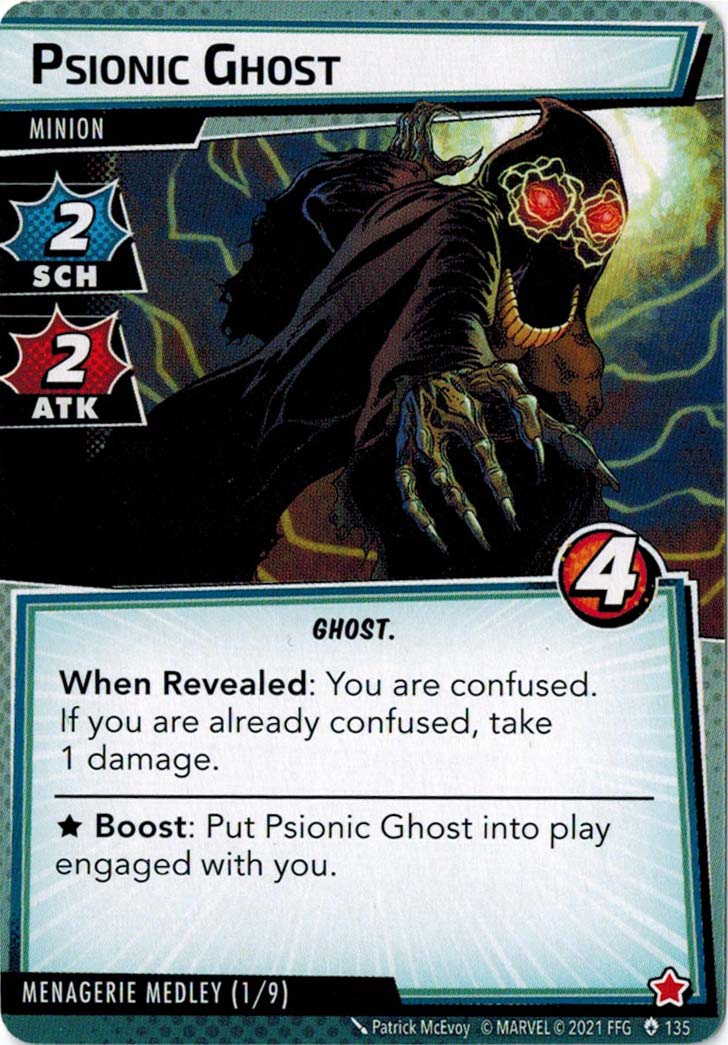 PSIONIC GHOST
MINION
2
SCH
2
ATK
4
GHOST.
When Revealed: You are confused.
If you are already confused, take
1 damage.
★ Boost: Put Psionic Ghost into play
engaged with you.
MENAGERIE MEDLEY (1/9)
Patrick McEvoy © MARVEL © 2021 FFG 135